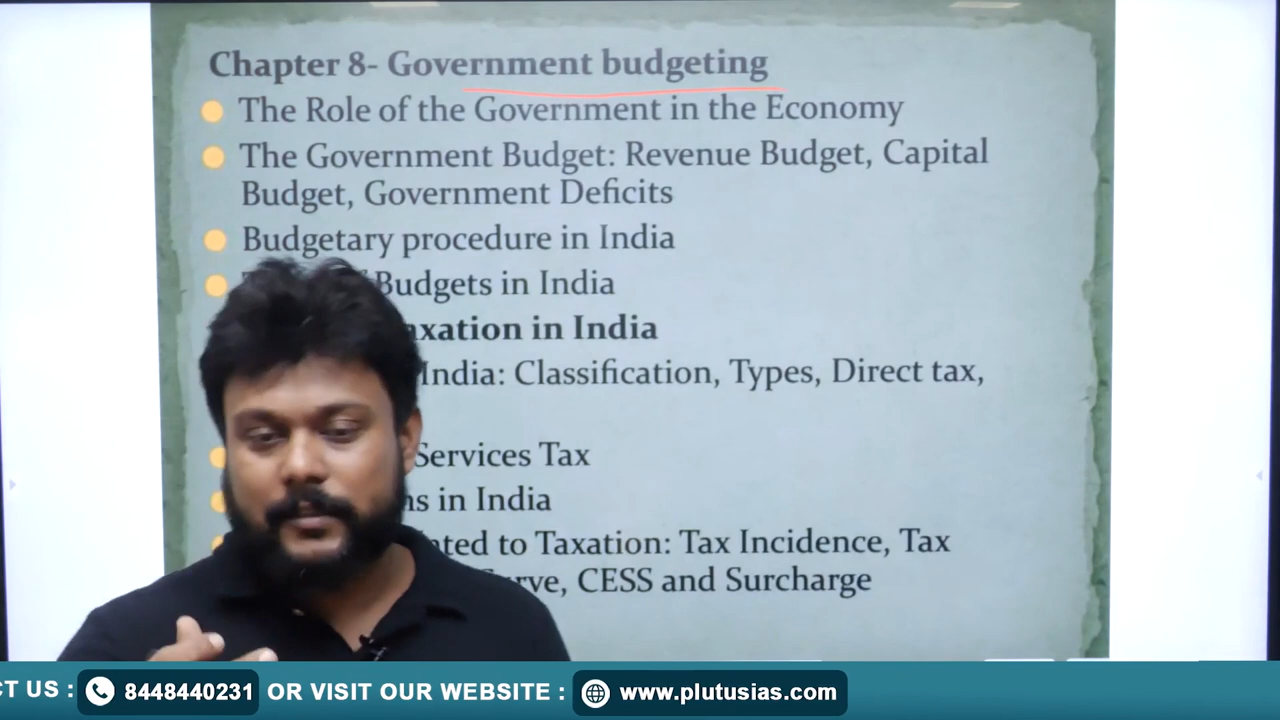 Chapter 8- Government budgeting
The Role of the Government in the Economy
The Government Budget: Revenue Budget, Capital
Budget, Government Deficits
Budgetary procedure in India
Budgets in India
axation in India
India: Classification, Types, Direct tax,
Services Tax
ns in India
ated to Taxation: Tax Incidence, Tax
urve, CESS and Surcharge
CT US : 8448440231 OR VISIT OUR WEBSITE : www.plutusias.com